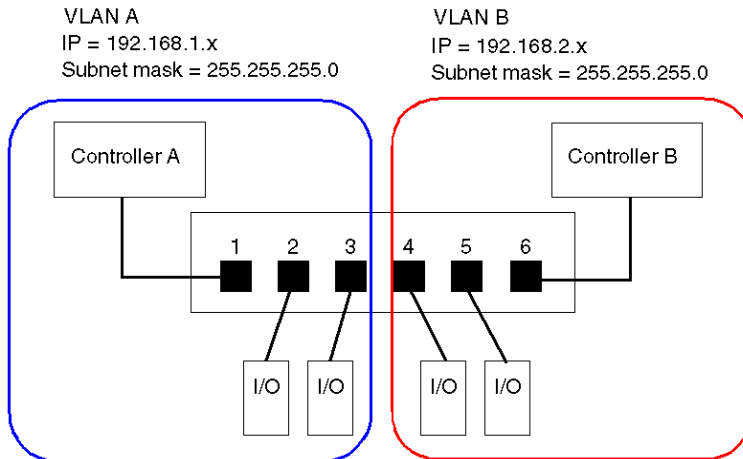 VLAN A
IP = 192.168.1.x
Subnet mask = 255.255.255.0
VLAN B
IP = 192.168.2.x
Subnet mask = 255.255.255.0
Controller A
Controller B
1 2 3 4 5 6
I/O I/O I/O I/O